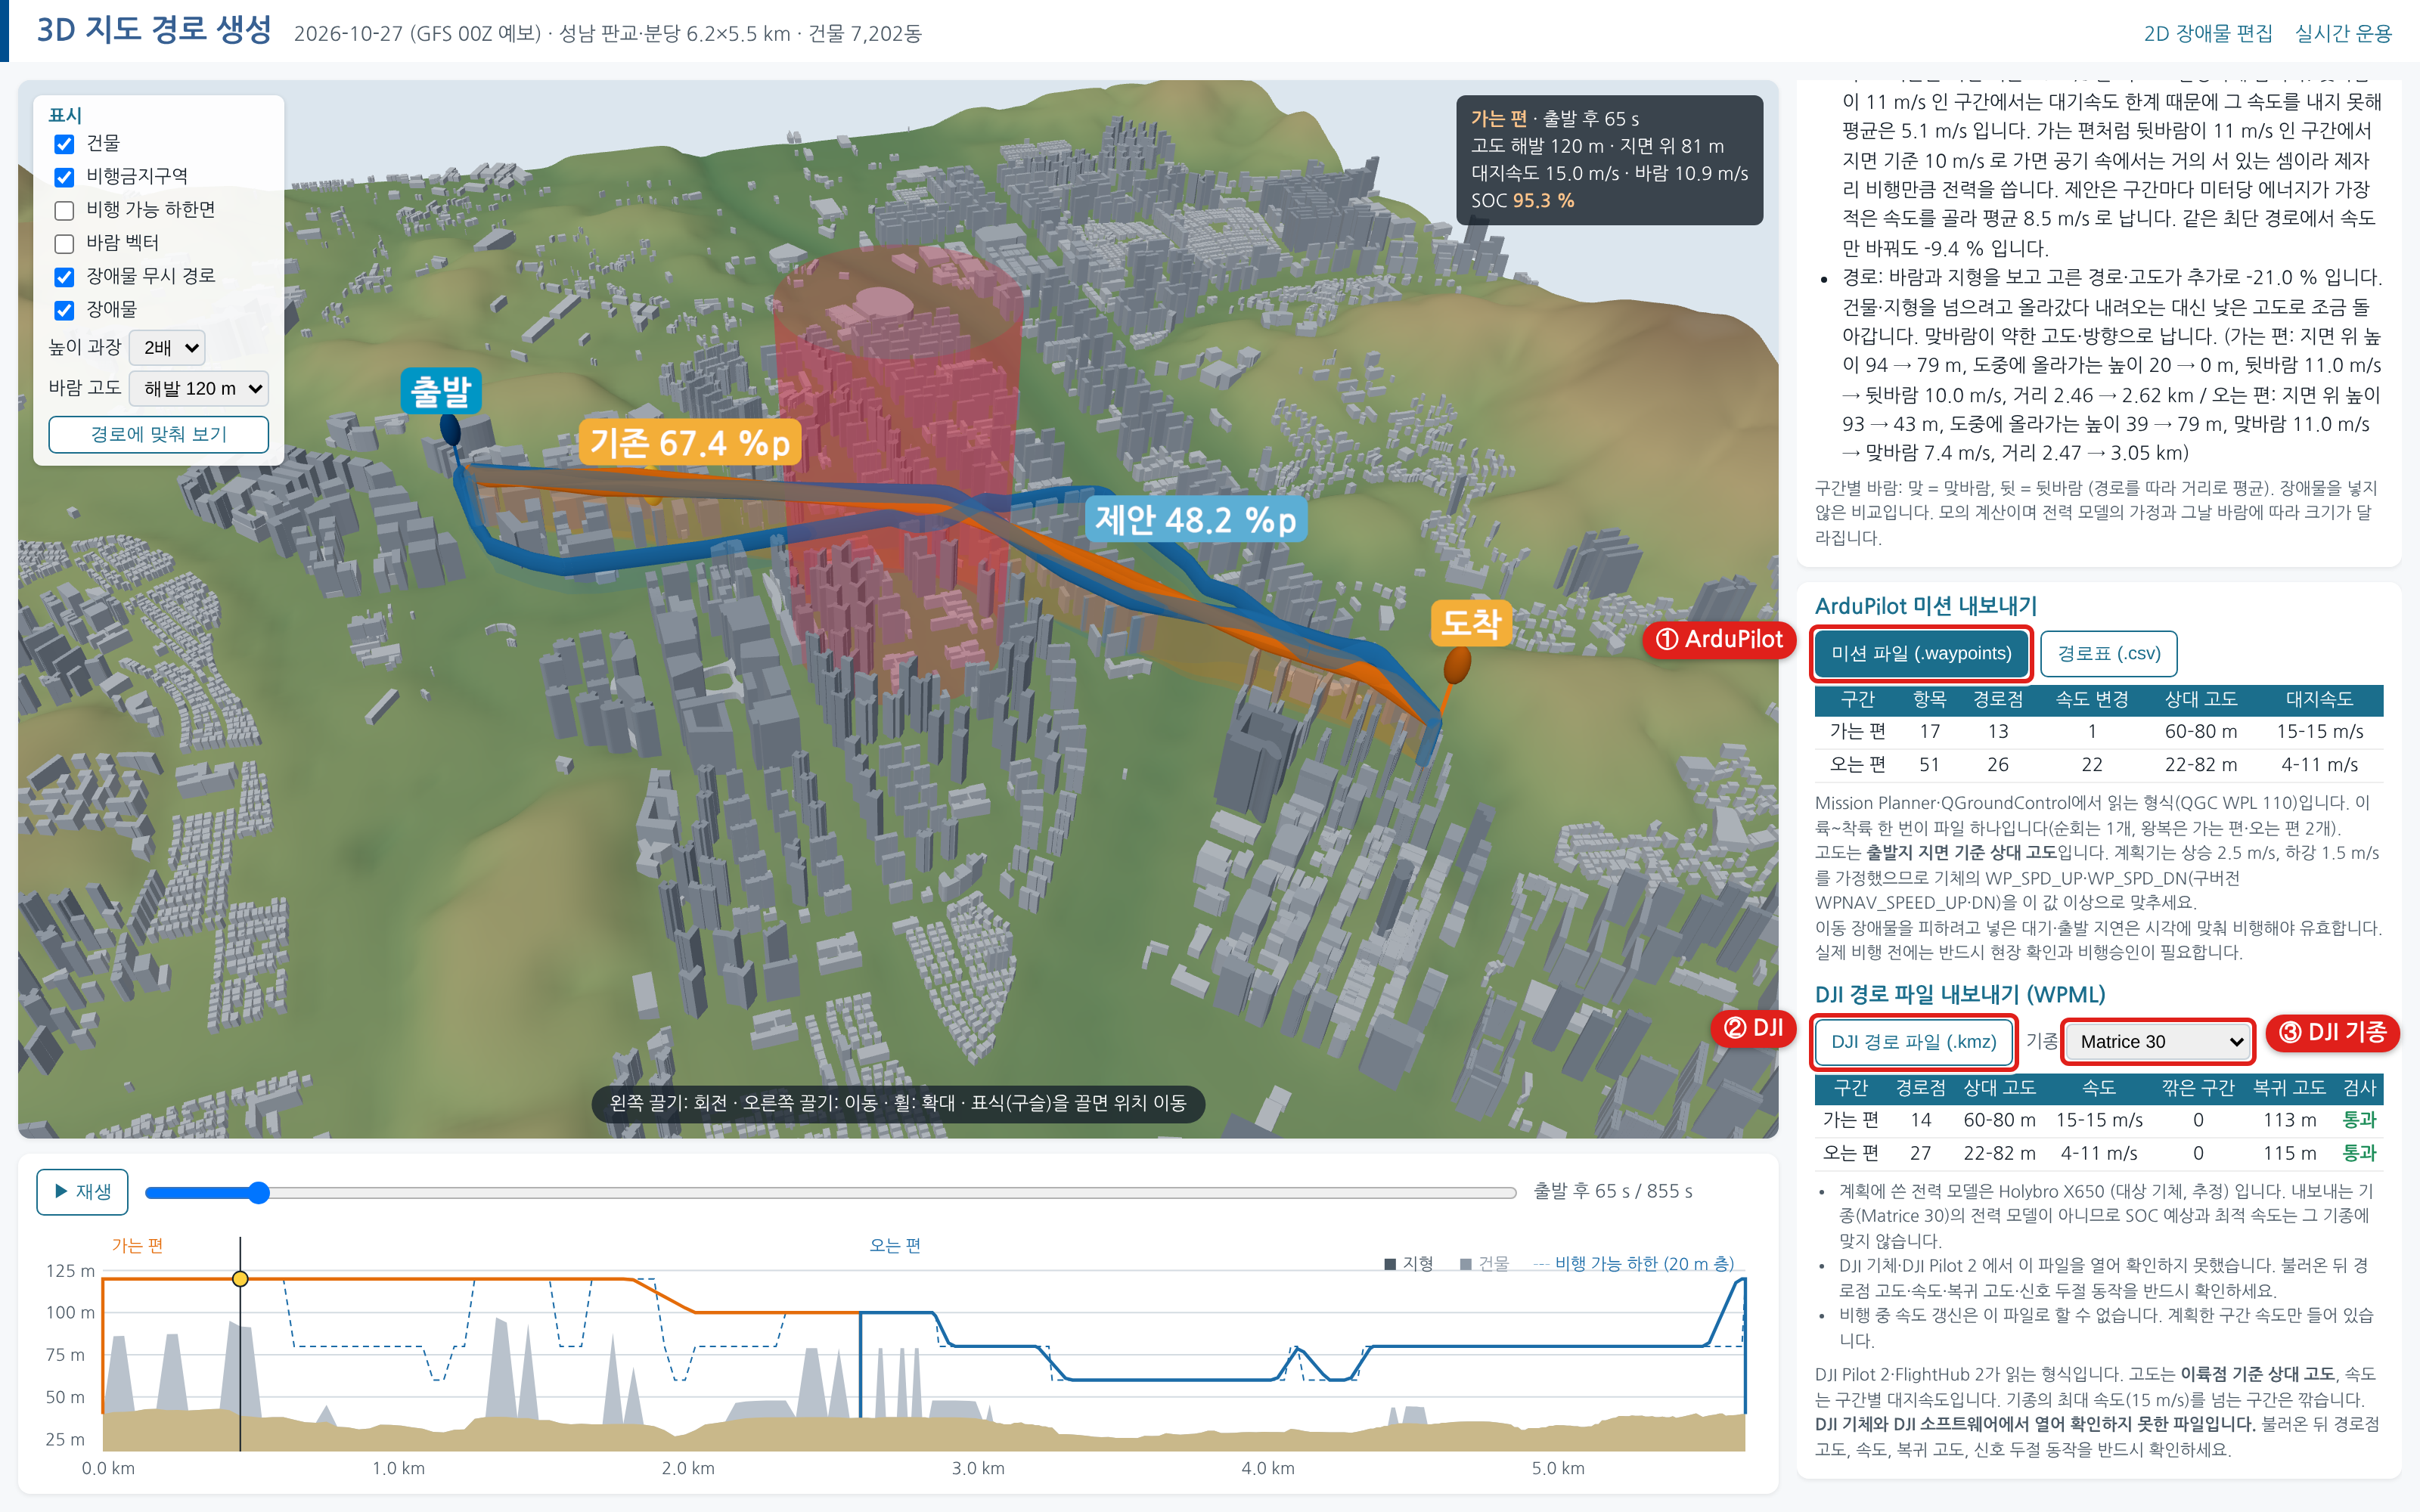 3D 지도 경로 생성 2026-10-27 (GFS 00Z 예보) · 성남 판교·분당 6.2×5.5 km · 건물 7,202동
2D 장애물 편집 실시간 운용
표시
건물
비행금지구역
비행 가능 하한면
바람 벡터
장애물 무시 경로
장애물
높이 과장 2배
바람 고도 해발 120 m
경로에 맞춰 보기
가는 편 · 출발 후 65 s
고도 해발 120 m · 지면 위 81 m
대지속도 15.0 m/s · 바람 10.9 m/s
SOC 95.3 %
출발
기존 67.4 %p
제안 48.2 %p
도착
왼쪽 끌기: 회전 · 오른쪽 끌기: 이동 · 휠: 확대 · 표식(구슬)을 끌면 위치 이동
▶ 재생
출발 후 65 s / 855 s
가는 편
오는 편
■ 지형 ■ 건물 --- 비행 가능 하한 (20 m 층)
125 m
100 m
75 m
50 m
25 m
0.0 km 1.0 km 2.0 km 3.0 km 4.0 km 5.0 km
이 11 m/s 인 구간에서는 대기속도 한계 때문에 그 속도를 내지 못해
평균은 5.1 m/s 입니다. 가는 편처럼 뒷바람이 11 m/s 인 구간에서
지면 기준 10 m/s 로 가면 공기 속에서는 거의 서 있는 셈이라 제자
리 비행만큼 전력을 씁니다. 제안은 구간마다 미터당 에너지가 가장
적은 속도를 골라 평균 8.5 m/s 로 납니다. 같은 최단 경로에서 속도
만 바꿔도 -9.4 % 입니다.
• 경로: 바람과 지형을 보고 고른 경로·고도가 추가로 -21.0 % 입니다.
건물·지형을 넘으려고 올라갔다 내려오는 대신 낮은 고도로 조금 돌
아갑니다. 맞바람이 약한 고도·방향으로 납니다. (가는 편: 지면 위 높
이 94 → 79 m, 도중에 올라가는 높이 20 → 0 m, 뒷바람 11.0 m/s
→ 뒷바람 10.0 m/s, 거리 2.46 → 2.62 km / 오는 편: 지면 위 높이
93 → 43 m, 도중에 올라가는 높이 39 → 79 m, 맞바람 11.0 m/s
→ 맞바람 7.4 m/s, 거리 2.47 → 3.05 km)
구간별 바람: 맞 = 맞바람, 뒷 = 뒷바람 (경로를 따라 거리로 평균). 장애물을 넣지
않은 비교입니다. 모의 계산이며 전력 모델의 가정과 그날 바람에 따라 크기가 달
라집니다.
ArduPilot 미션 내보내기
① ArduPilot
미션 파일 (.waypoints) 경로표 (.csv)
구간 항목 경로점 속도 변경 상대 고도 대지속도
가는 편 17 13 1 60-80 m 15-15 m/s
오는 편 51 26 22 22-82 m 4-11 m/s
Mission Planner·QGroundControl에서 읽는 형식(QGC WPL 110)입니다. 이
륙~착륙 한 번이 파일 하나입니다(순회는 1개, 왕복은 가는 편·오는 편 2개).
고도는 출발지 지면 기준 상대 고도입니다. 계획기는 상승 2.5 m/s, 하강 1.5 m/s
를 가정했으므로 기체의 WP_SPD_UP·WP_SPD_DN(구버전
WPNAV_SPEED_UP·DN)을 이 값 이상으로 맞추세요.
이동 장애물을 피하려고 넣은 대기·출발 지연은 시각에 맞춰 비행해야 유효합니다.
실제 비행 전에는 반드시 현장 확인과 비행승인이 필요합니다.
DJI 경로 파일 내보내기 (WPML)
② DJI
DJI 경로 파일 (.kmz) 기종 Matrice 30
③ DJI 기종
구간 경로점 상대 고도 속도 깎은 구간 복귀 고도 검사
가는 편 14 60-80 m 15-15 m/s 0 113 m 통과
오는 편 27 22-82 m 4-11 m/s 0 115 m 통과
• 계획에 쓴 전력 모델은 Holybro X650 (대상 기체, 추정) 입니다. 내보내는 기
종(Matrice 30)의 전력 모델이 아니므로 SOC 예상과 최적 속도는 그 기종에
맞지 않습니다.
• DJI 기체·DJI Pilot 2 에서 이 파일을 열어 확인하지 못했습니다. 불러온 뒤 경
로점 고도·속도·복귀 고도·신호 두절 동작을 반드시 확인하세요.
• 비행 중 속도 갱신은 이 파일로 할 수 없습니다. 계획한 구간 속도만 들어 있습
니다.
DJI Pilot 2·FlightHub 2가 읽는 형식입니다. 고도는 이륙점 기준 상대 고도, 속도
는 구간별 대지속도입니다. 기종의 최대 속도(15 m/s)를 넘는 구간은 깎습니다.
DJI 기체와 DJI 소프트웨어에서 열어 확인하지 못한 파일입니다. 불러온 뒤 경로점
고도, 속도, 복귀 고도, 신호 두절 동작을 반드시 확인하세요.